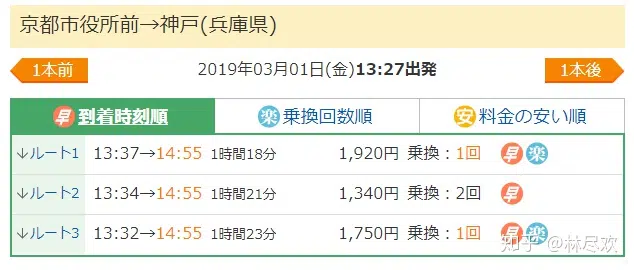 京都市役所前→神戸(兵庫県)
1本前 2019年03月01日(金)13:27出発 1本後
早 到着時刻順 楽 乗換回数順 安 料金の安い順
↓ルート1 13:37→14:55 1時間18分 1,920円 乗換：1回 早 楽
↓ルート2 13:34→14:55 1時間21分 1,340円 乗換：2回 早
↓ルート3 13:32→14:55 1時間23分 1,750円 乗換：1回 早 楽
知乎 @林尽欢